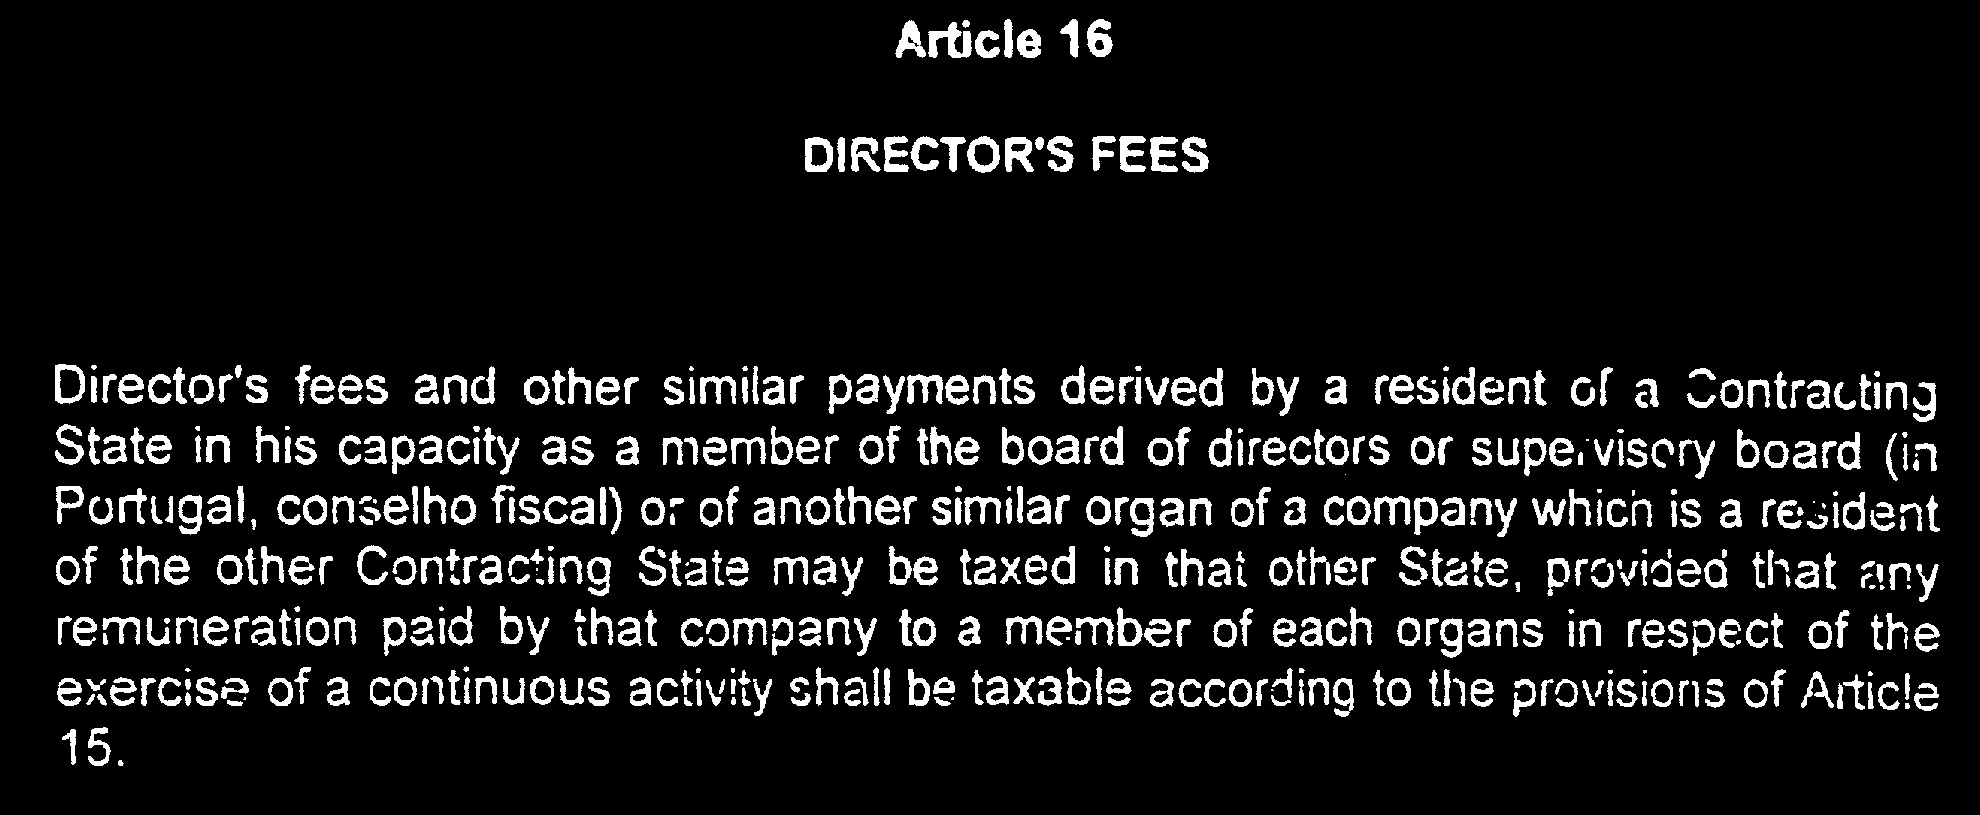 Article 16
DIRECTOR'S FEES
Director's fees and other similar payments derived by a resident of a Contracting
State in his capacity as a member of the board of directors or supervisory board (in
Portugal, conselho fiscal) or of another similar organ of a company which is a resident
of the other Contracting State may be taxed in that other State, provided that any
remuneration paid by that company to a member of each organs in respect of the
exercise of a continuous activity shall be taxable according to the provisions of Article
15.